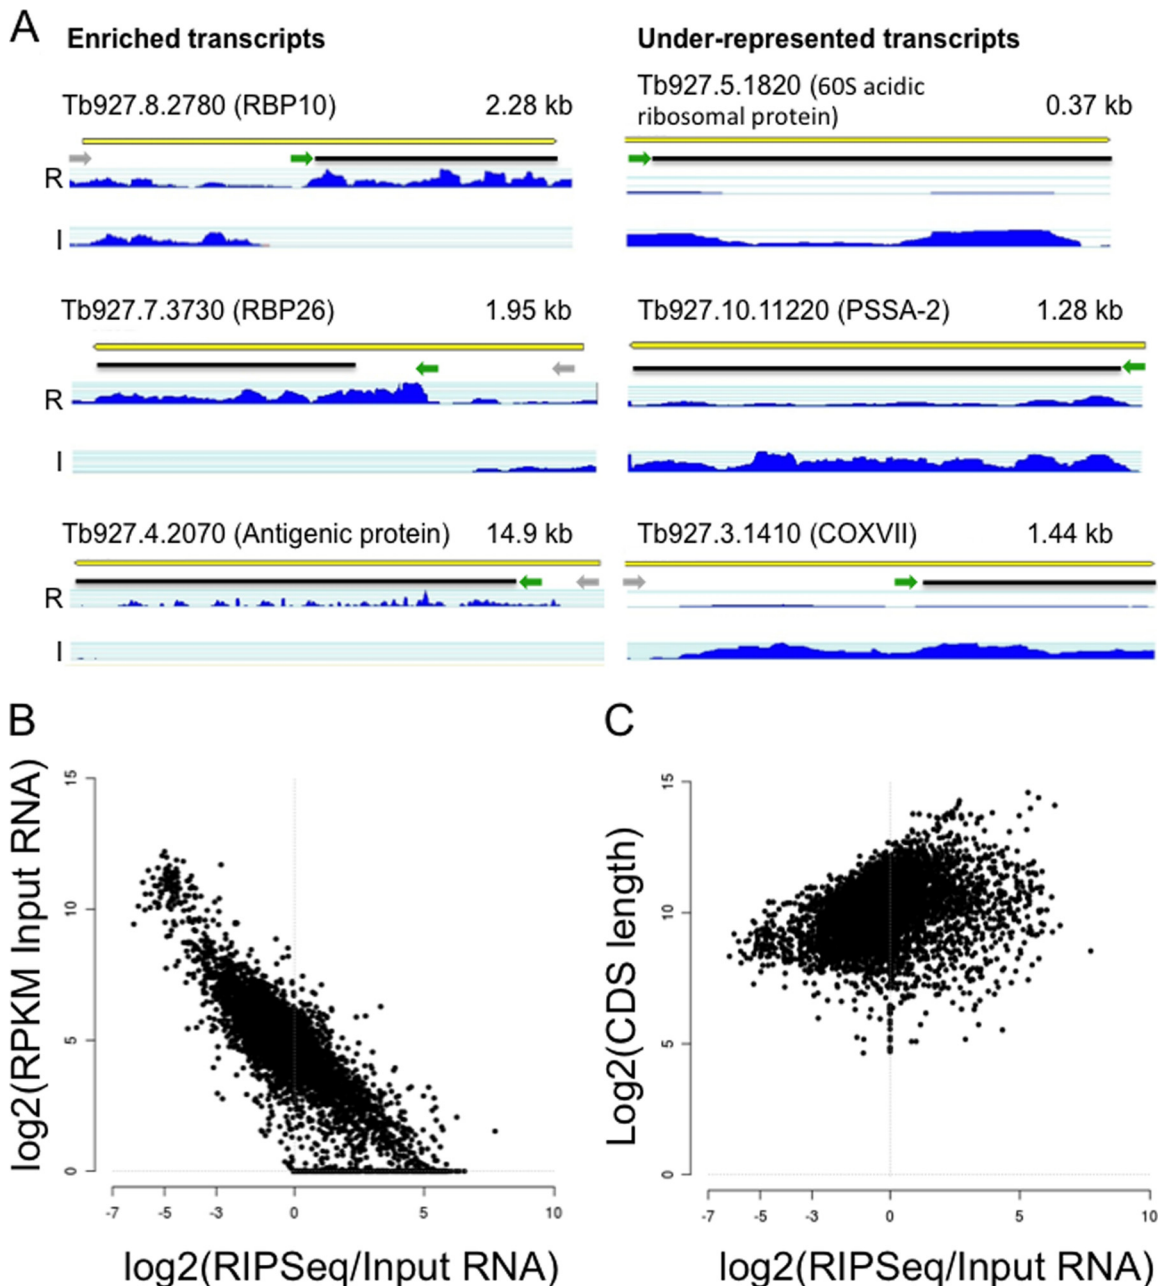 A
Enriched transcripts
Under-represented transcripts
Tb927.8.2780 (RBP10)
2.28 kb
Tb927.5.1820 (60S acidic
ribosomal protein)
0.37 kb
R
I
Tb927.7.3730 (RBP26)
1.95 kb
Tb927.10.11220 (PSSA-2)
1.28 kb
R
I
Tb927.4.2070 (Antigenic protein)
14.9 kb
Tb927.3.1410 (COXVII)
1.44 kb
R
I
B
log2(RPKM Input RNA)
15
10
5
0
-7 -5 -3 0 5 10
log2(RIPSeq/Input RNA)
C
Log2(CDS length)
15
10
5
0
-7 -5 -3 0 5 10
log2(RIPSeq/Input RNA)